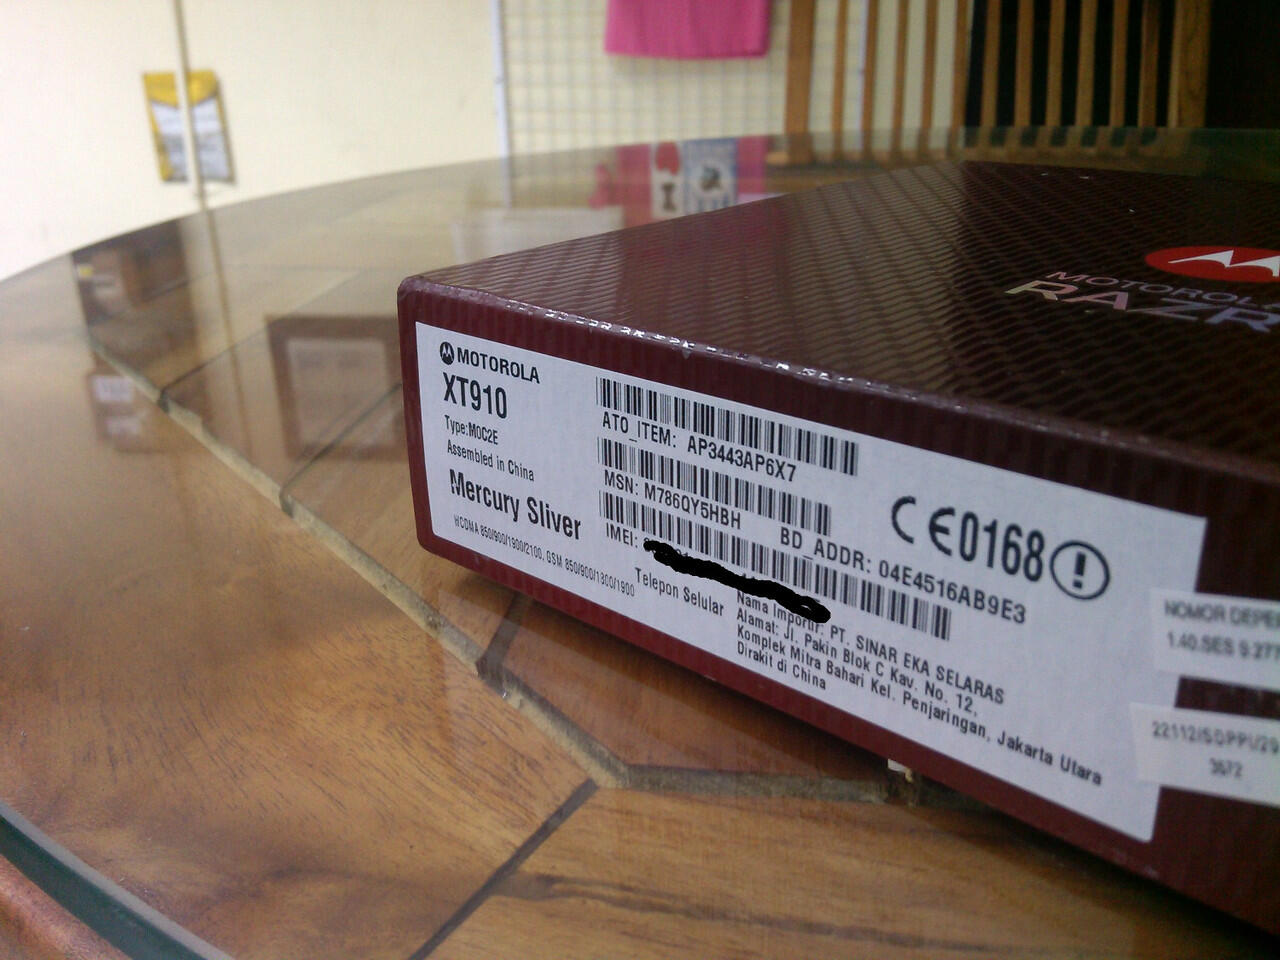 MOTOROLA
RAZR
MOTOROLA
XT910
Type:M0C2E
Assembled in China
Mercury Sliver
HCDMA 850/900/1900/2100, GSM 850/900/1800/1900
ATO_ITEM: AP3443AP6X7
MSN: M786QY5HBH
BD_ADDR: 04E4516AB9E3
IMEI:
CE0168
Telepon Selular
Nama Importir: PT. SINAR EKA SELARAS
Alamat: Jl. Pakin Blok C Kav. No. 12,
Komplek Mitra Bahari Kel. Penjaringan, Jakarta Utara
Dirakit di China
NOMOR
3572